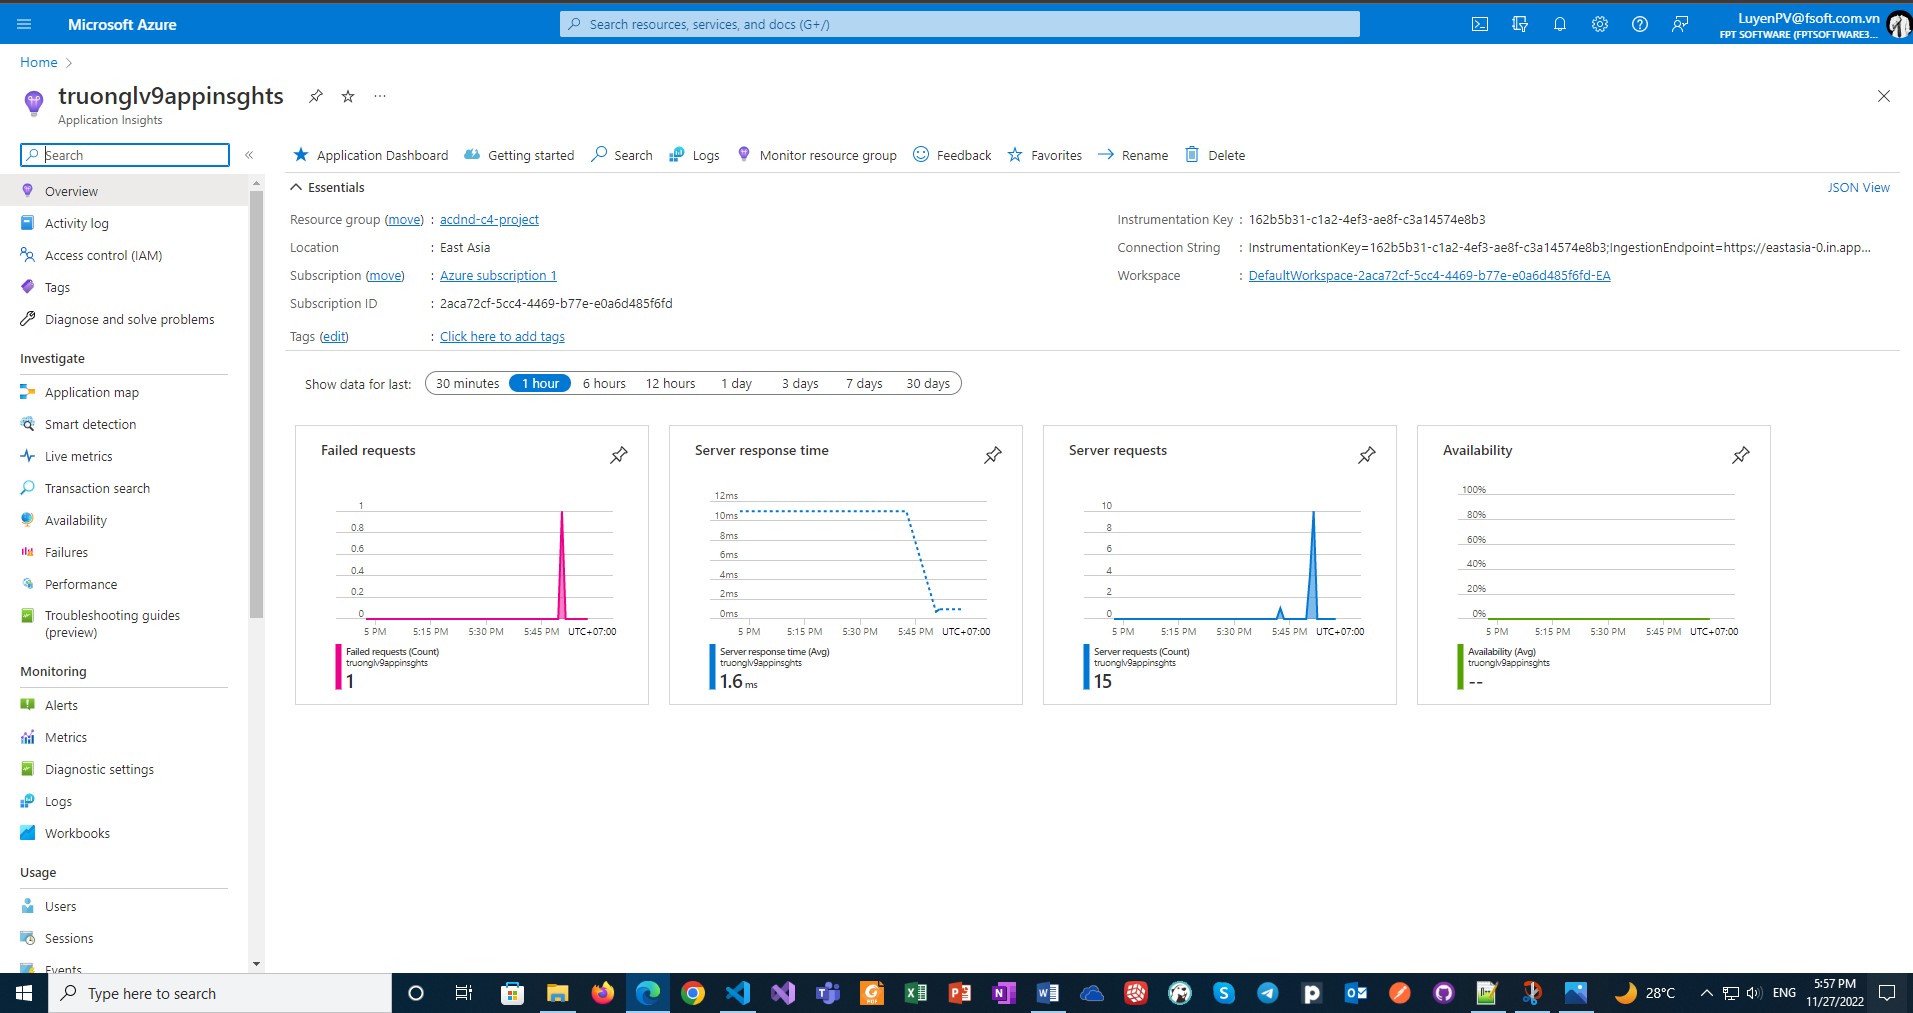 Microsoft Azure
Search resources, services, and docs (G+/)
LuyenPV@fsoft.com.vn
FPT SOFTWARE (FPTSOFTWARE3...
Home
truonglv9appinsghts
Application Insights
Search
Overview
Activity log
Access control (IAM)
Tags
Diagnose and solve problems
Investigate
Application map
Smart detection
Live metrics
Transaction search
Availability
Failures
Performance
Troubleshooting guides
(preview)
Monitoring
Alerts
Metrics
Diagnostic settings
Logs
Workbooks
Usage
Users
Sessions
Events
Application Dashboard Getting started Search Logs Monitor resource group Feedback Favorites Rename Delete
Essentials
JSON View
Resource group (move) : acdnd-c4-project
Location : East Asia
Subscription (move) : Azure subscription 1
Subscription ID : 2aca72cf-5cc4-4469-b77e-e0a6d485f6fd
Tags (edit) : Click here to add tags
Instrumentation Key : 162b5b31-c1a2-4ef3-ae8f-c3a14574e8b3
Connection String : InstrumentationKey=162b5b31-c1a2-4ef3-ae8f-c3a14574e8b3;IngestionEndpoint=https://eastasia-0.in.app...
Workspace : DefaultWorkspace-2aca72cf-5cc4-4469-b77e-e0a6d485f6fd-EA
Show data for last: 30 minutes 1 hour 6 hours 12 hours 1 day 3 days 7 days 30 days
Failed requests
1
0.8
0.6
0.4
0.2
0
5 PM 5:15 PM 5:30 PM 5:45 PM UTC+07:00
Failed requests (Count)
truonglv9appinsghts
1
Server response time
12ms
10ms
8ms
6ms
4ms
2ms
0ms
5 PM 5:15 PM 5:30 PM 5:45 PM UTC+07:00
Server response time (Avg)
truonglv9appinsghts
1.6 ms
Server requests
10
8
6
4
2
0
5 PM 5:15 PM 5:30 PM 5:45 PM UTC+07:00
Server requests (Count)
truonglv9appinsghts
15
Availability
100%
80%
60%
40%
20%
0%
5 PM 5:15 PM 5:30 PM 5:45 PM UTC+07:00
Availability (Avg)
truonglv9appinsghts
--
Type here to search
28°C
ENG
5:57 PM
11/27/2022